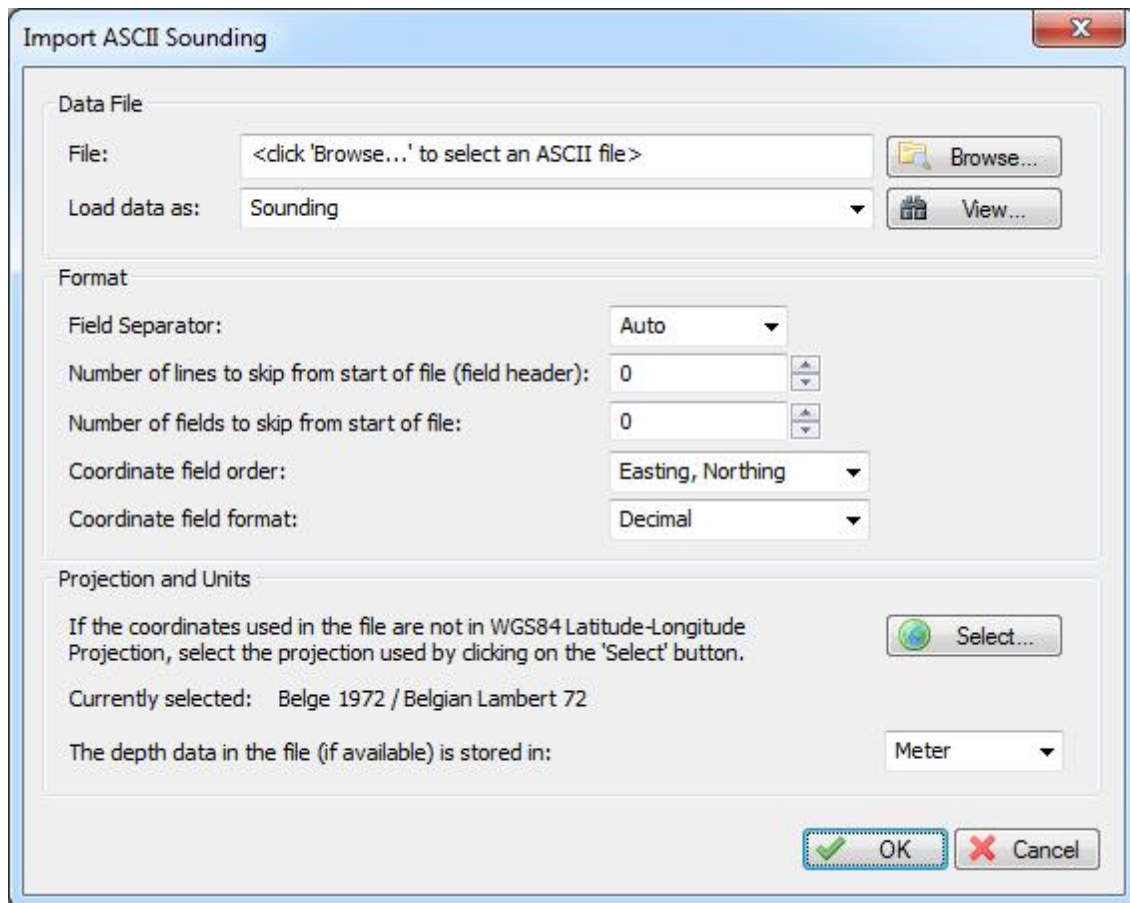 Import ASCII Sounding
Data File
File: <click 'Browse...' to select an ASCII file> Browse...
Load data as: Sounding View...
Format
Field Separator: Auto
Number of lines to skip from start of file (field header): 0
Number of fields to skip from start of file: 0
Coordinate field order: Easting, Northing
Coordinate field format: Decimal
Projection and Units
If the coordinates used in the file are not in WGS84 Latitude-Longitude
Projection, select the projection used by clicking on the 'Select' button. Select...
Currently selected: Belge 1972 / Belgian Lambert 72
The depth data in the file (if available) is stored in: Meter
OK Cancel